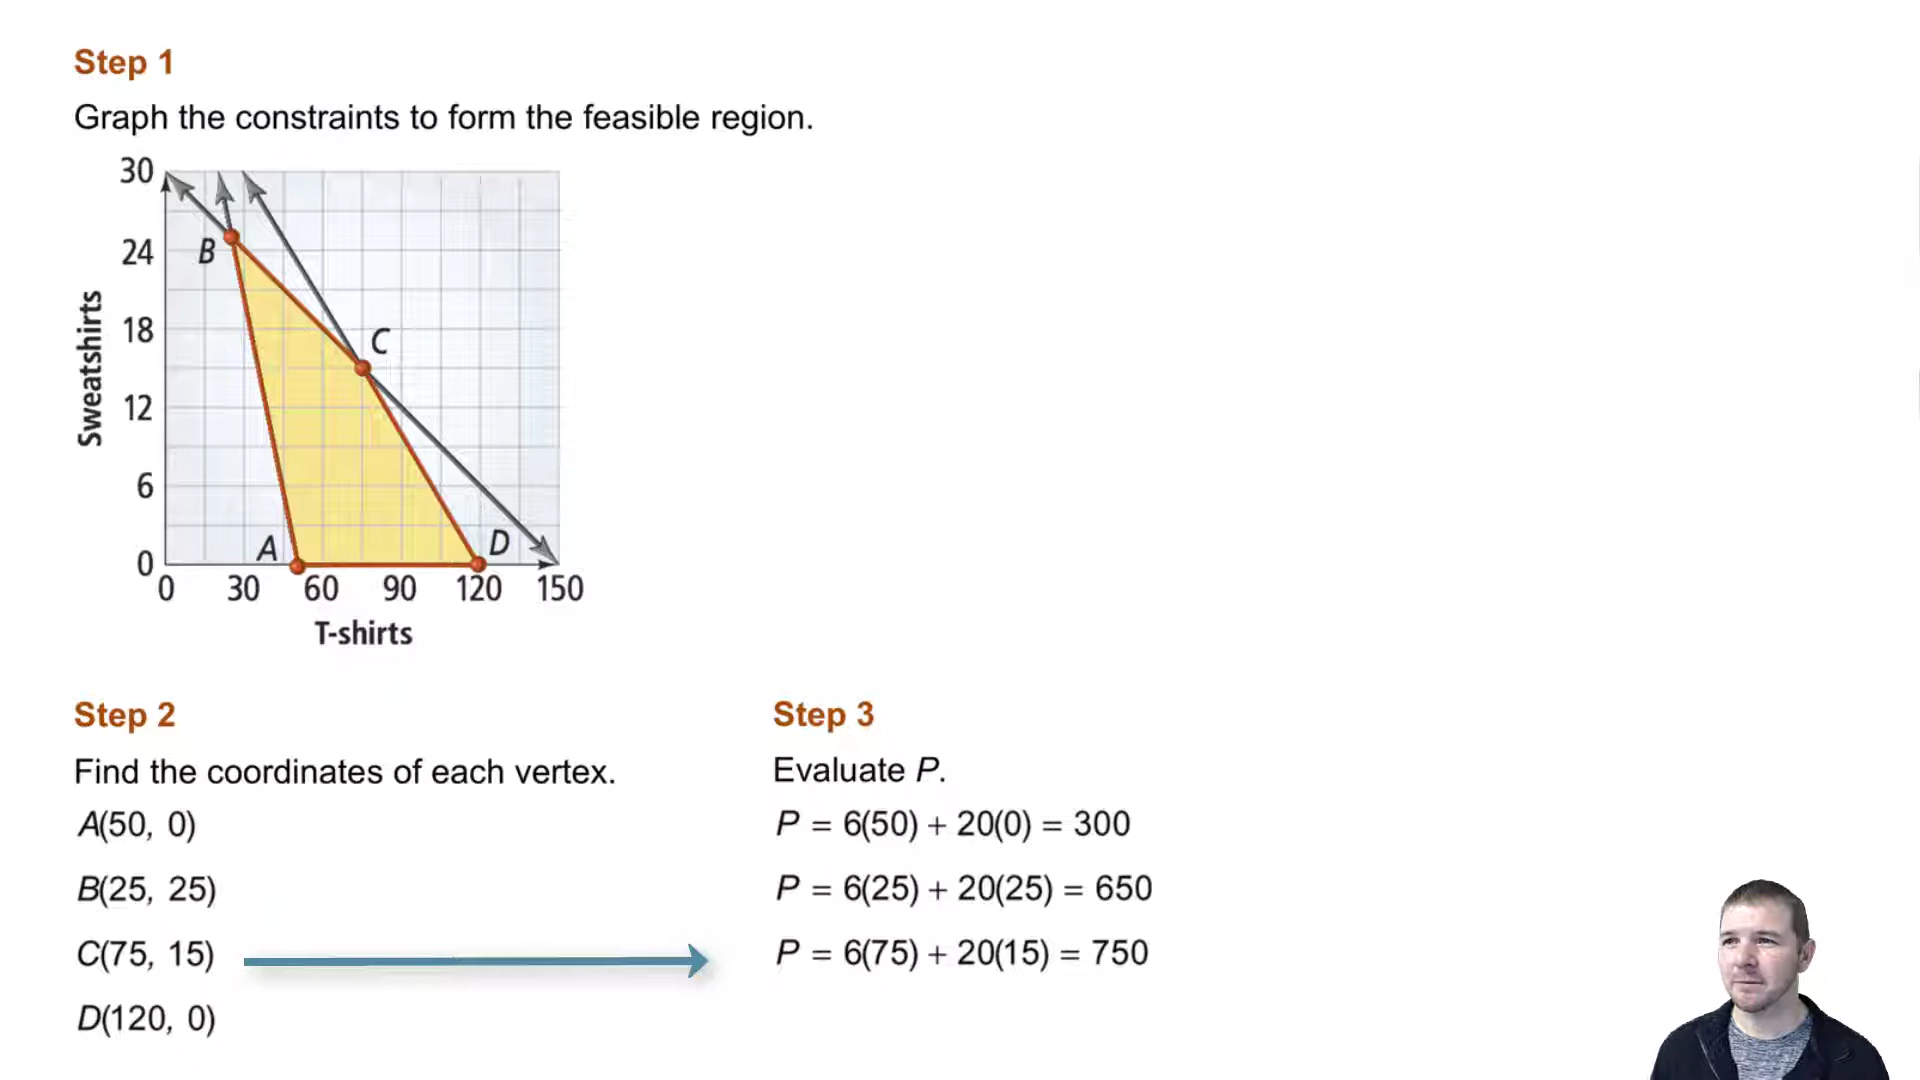 Step 1
Graph the constraints to form the feasible region.
30
24
18
12
6
0
Sweatshirts
B
C
A
D
0 30 60 90 120 150
T-shirts
Step 2
Find the coordinates of each vertex.
A(50, 0)
B(25, 25)
C(75, 15)
D(120, 0)
Step 3
Evaluate P.
P = 6(50) + 20(0) = 300
P = 6(25) + 20(25) = 650
P = 6(75) + 20(15) = 750